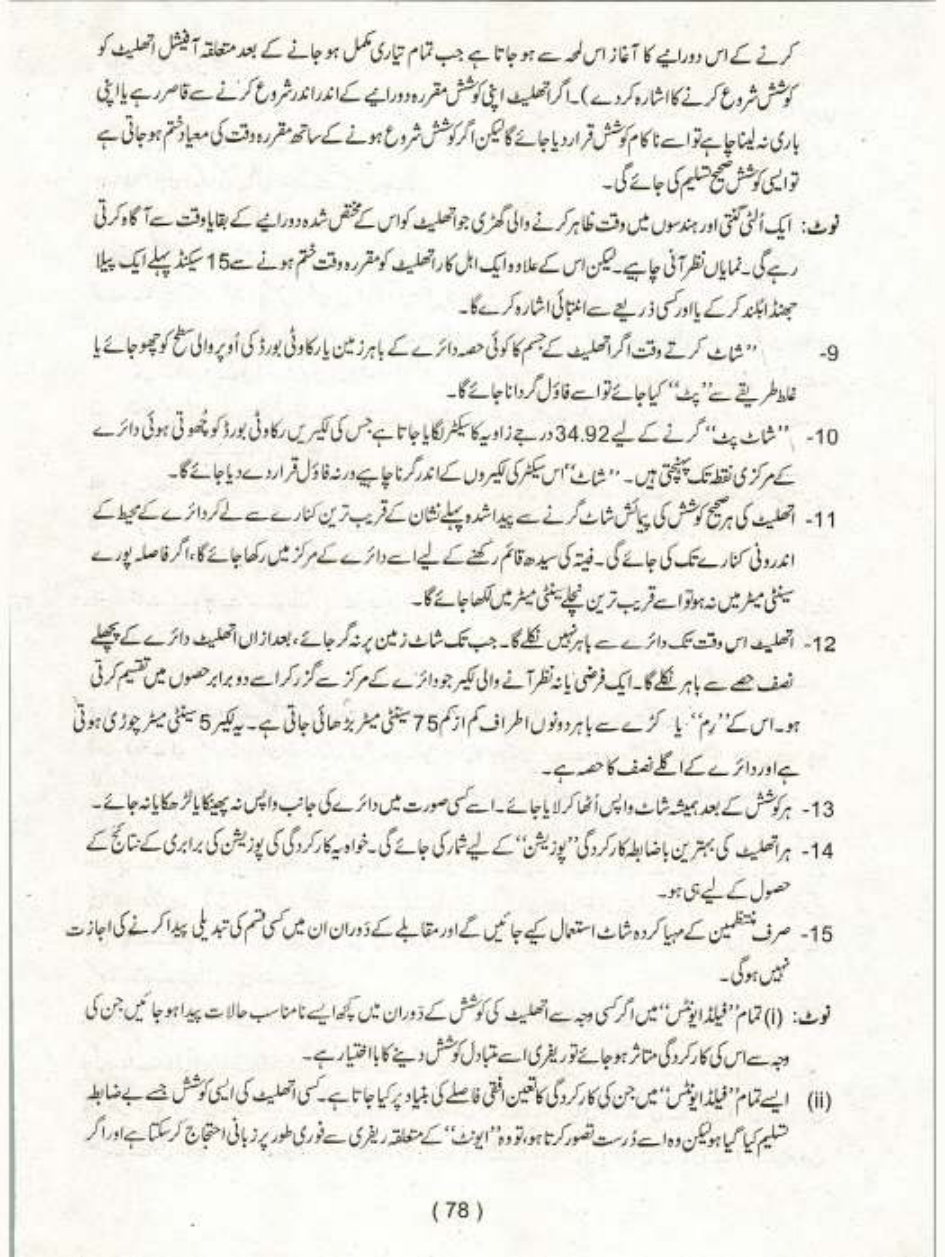 کرنے کے اس دورانیے کا آغاز اس لمحہ سے ہو جاتا ہے جب تمام تیاری مکمل ہو جانے کے بعد متعلقہ آفیشل اتھلیٹ کو
کوشش شروع کرنے کا اشارہ کر دے)۔ اگر اتھلیٹ اپنی کوشش مقررہ دورانیے کے اندر اندر شروع کرنے سے قاصر رہے یا اپنی
باری نہ لینا چاہے تو اسے ناکام کوشش قرار دیا جائے گا لیکن اگر کوشش شروع ہونے کے ساتھ مقررہ وقت کی معیاد ختم ہو جاتی ہے
تو ایسی کوشش صحیح تسلیم کی جائے گی۔
نوٹ: ایک اُلٹی گنتی اور ہندسوں میں وقت ظاہر کرنے والی گھڑی جو اتھلیٹ کو اس کے مختص شدہ دورانیے کے بقایا وقت سے آگاہ کرتی
رہے گی۔ نمایاں نظر آنی چاہیے۔ لیکن اس کے علاوہ ایک اہل کار اتھلیٹ کو مقررہ وقت ختم ہونے سے 15 سیکنڈ پہلے ایک پیلا
جھنڈا بُلند کر کے یا اور کسی ذریعے سے انتباہی اشارہ کرے گا۔
9- ''شاٹ کرتے وقت اگر اتھلیٹ کے جسم کا کوئی حصہ دائرے کے باہر زمین یا رکاوٹی بورڈ کی اُوپر والی سطح کو چھو جائے یا
غلط طریقے سے ''پٹ'' کیا جائے تو اسے فاؤل گردانا جائے گا۔
10- ''شاٹ پٹ'' گرنے کے لیے 34.92 درجے زاویہ کا سیکٹر لگایا جاتا ہے جس کی لکیریں رکاوٹی بورڈ کو چُھوتی ہوئی دائرے
کے مرکزی نقطہ تک پہنچتی ہیں۔ ''شاٹ'' اس سیکٹر کی لکیروں کے اندر گرنا چاہیے ورنہ فاؤل قرار دے دیا جائے گا۔
11- اتھلیٹ کی ہر صحیح کوشش کی پیمائش شاٹ گرنے سے پیدا شدہ پہلے نشان کے قریب ترین کنارے سے لے کر دائرے کے محیط کے
اندرونی کنارے تک کی جائے گی۔ فیتہ کی سیدھ قائم رکھنے کے لیے اسے دائرے کے مرکز میں رکھا جائے گا، اگر فاصلہ پورے
سینٹی میٹر میں نہ ہو تو اسے قریب ترین نچلے سینٹی میٹر میں لکھا جائے گا۔
12- اتھلیٹ اس وقت تک دائرے سے باہر نہیں نکلے گا۔ جب تک شاٹ زمین پر نہ گر جائے، بعد ازاں اتھلیٹ دائرے کے پچھلے
نصف حصے سے باہر نکلے گا۔ ایک فرضی یا نہ نظر آنے والی لکیر جو دائرے کے مرکز سے گزر کر اسے دو برابر حصوں میں تقسیم کرتی
ہو۔ اس کے ''رِم'' یا کڑے سے باہر دونوں اطراف کم از کم 75 سینٹی میٹر بڑھائی جاتی ہے۔ یہ لکیر 5 سینٹی میٹر چوڑی ہوتی
ہے اور دائرے کے اگلے نصف کا حصہ ہے۔
13- ہر کوشش کے بعد ہمیشہ شاٹ واپس اُٹھا کر لایا جائے۔ اسے کسی صورت میں دائرے کی جانب واپس نہ پھینکا یا لڑھکایا نہ جائے۔
14- ہر اتھلیٹ کی بہترین باضابطہ کارکردگی ''پوزیشن'' کے لیے شمار کی جائے گی۔ خواہ یہ کارکردگی کی پوزیشن کی برابری کے نتائج کے
حصول کے لیے ہی ہو۔
15- صرف منتظمین کے مہیا کردہ شاٹ استعمال کیے جائیں گے اور مقابلے کے دَوران ان میں کسی قسم کی تبدیلی پیدا کرنے کی اجازت
نہیں ہوگی۔
نوٹ: (i) تمام ''فیلڈ ایونٹس'' میں اگر کسی وجہ سے اتھلیٹ کی کوشش کے دَوران میں کچھ ایسے نامناسب حالات پیدا ہو جائیں جن کی
وجہ سے اس کی کارکردگی متاثر ہو جائے تو ریفری اسے متبادل کوشش دینے کا با اختیار ہے۔
(ii) ایسے تمام ''فیلڈ ایونٹس'' میں جن کی کارکردگی کا تعین افقی فاصلے کی بنیاد پر کیا جاتا ہے۔ کسی اتھلیٹ کی ایسی کوشش جسے بے ضابطہ
تسلیم کیا گیا ہو لیکن وہ اسے دُرست تصور کرتا ہو، تو وہ ''ایونٹ'' کے متعلقہ ریفری سے فوری طور پر زبانی احتجاج کر سکتا ہے اور اگر
(78)